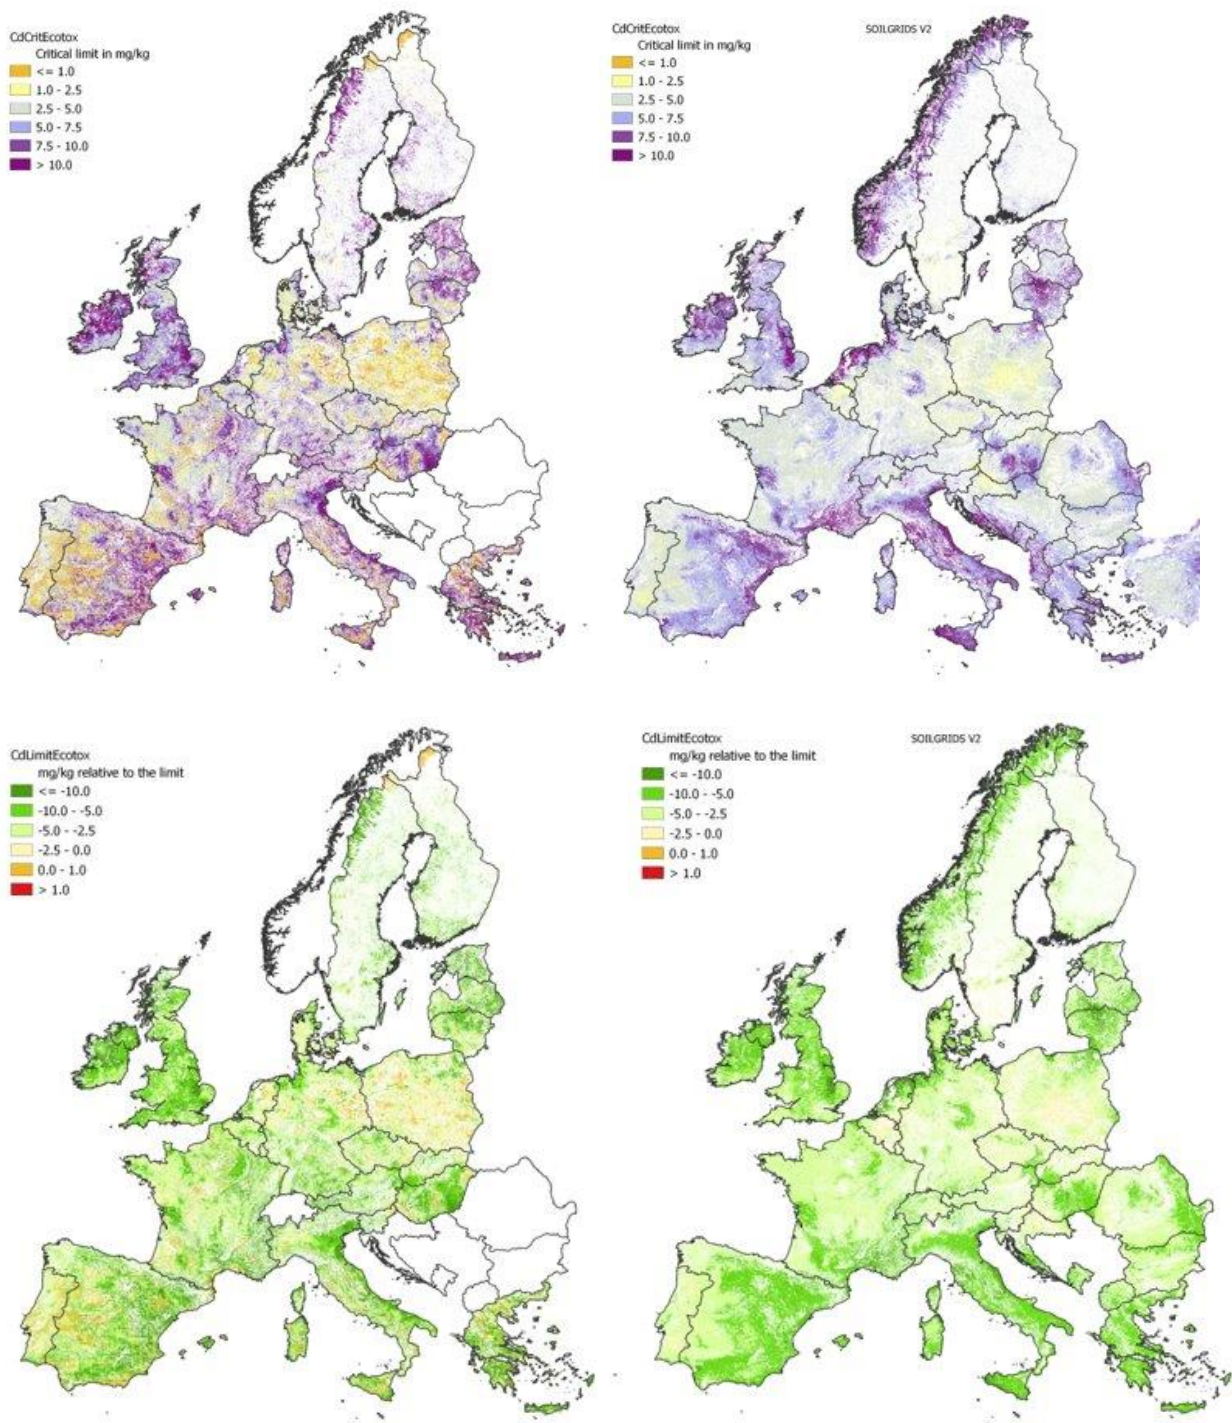 CdCritEcotox
Critical limit in mg/kg
<= 1.0
1.0 - 2.5
2.5 - 5.0
5.0 - 7.5
7.5 - 10.0
> 10.0
CdCritEcotox
SOILGRIDS V2
Critical limit in mg/kg
<= 1.0
1.0 - 2.5
2.5 - 5.0
5.0 - 7.5
7.5 - 10.0
> 10.0
CdLimitEcotox
mg/kg relative to the limit
<= -10.0
-10.0 - -5.0
-5.0 - -2.5
-2.5 - 0.0
0.0 - 1.0
> 1.0
CdLimitEcotox
SOILGRIDS V2
mg/kg relative to the limit
<= -10.0
-10.0 - -5.0
-5.0 - -2.5
-2.5 - 0.0
0.0 - 1.0
> 1.0